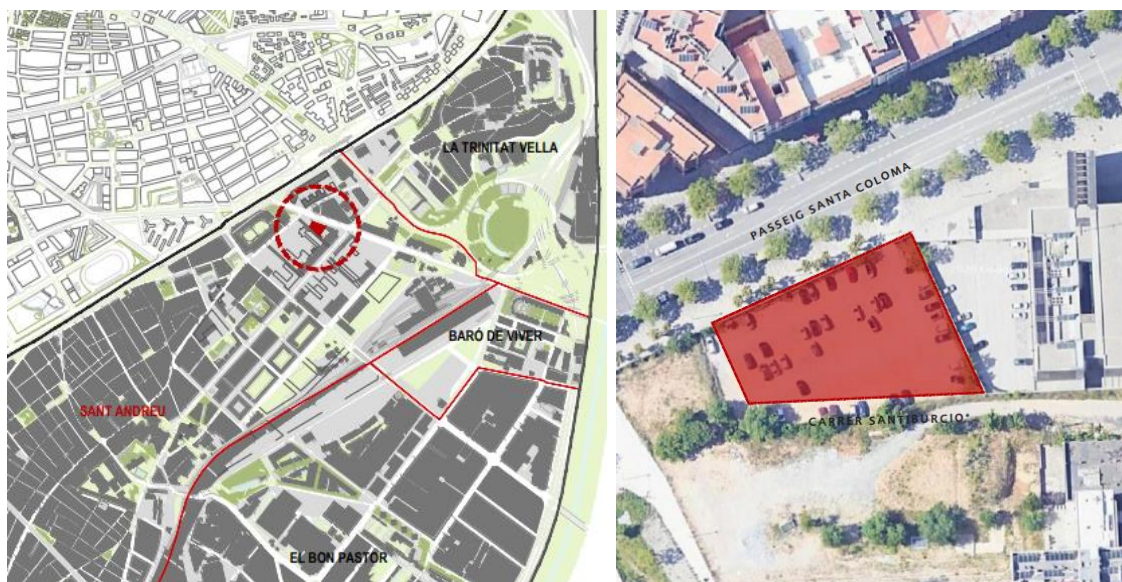 LA TRINITAT VELLA
BARÓ DE VIVER
SANT ANDREU
EL BON PASTOR
PASSEIG SANTA COLOMA
CARRER SANTIBURCIO*